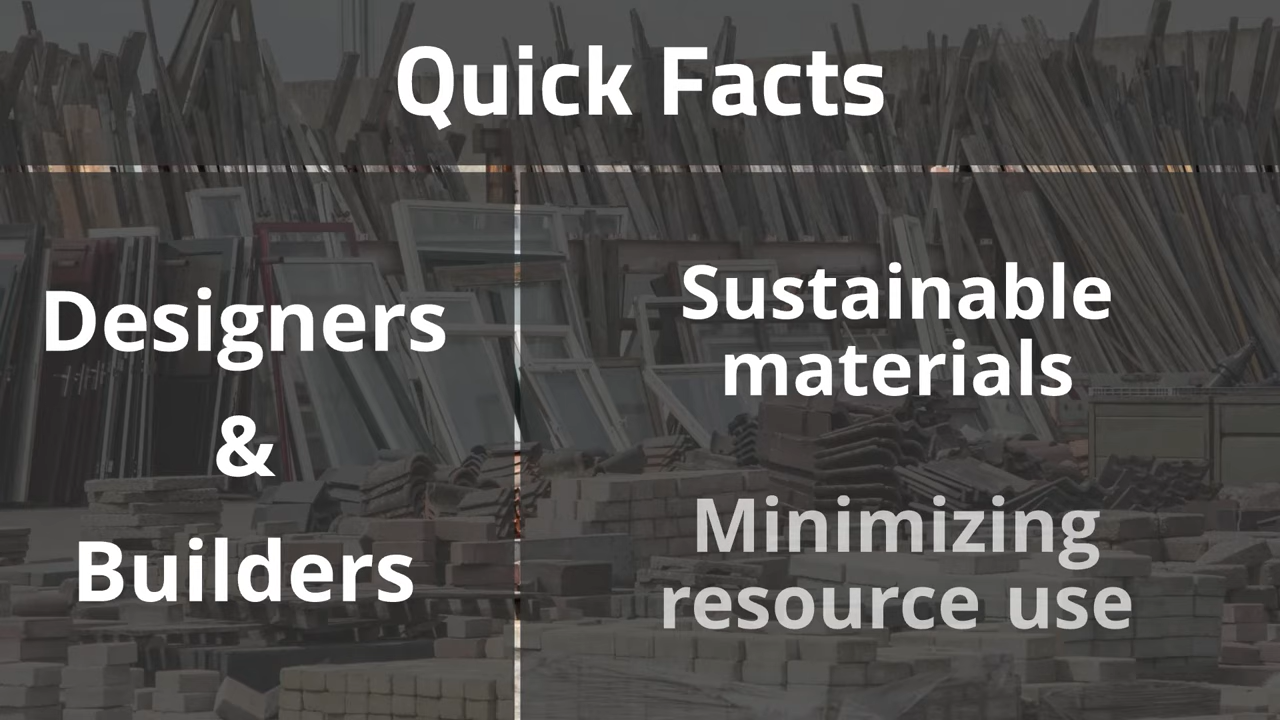 Quick Facts
Designers
&
Builders
Sustainable
materials
Minimizing
resource use